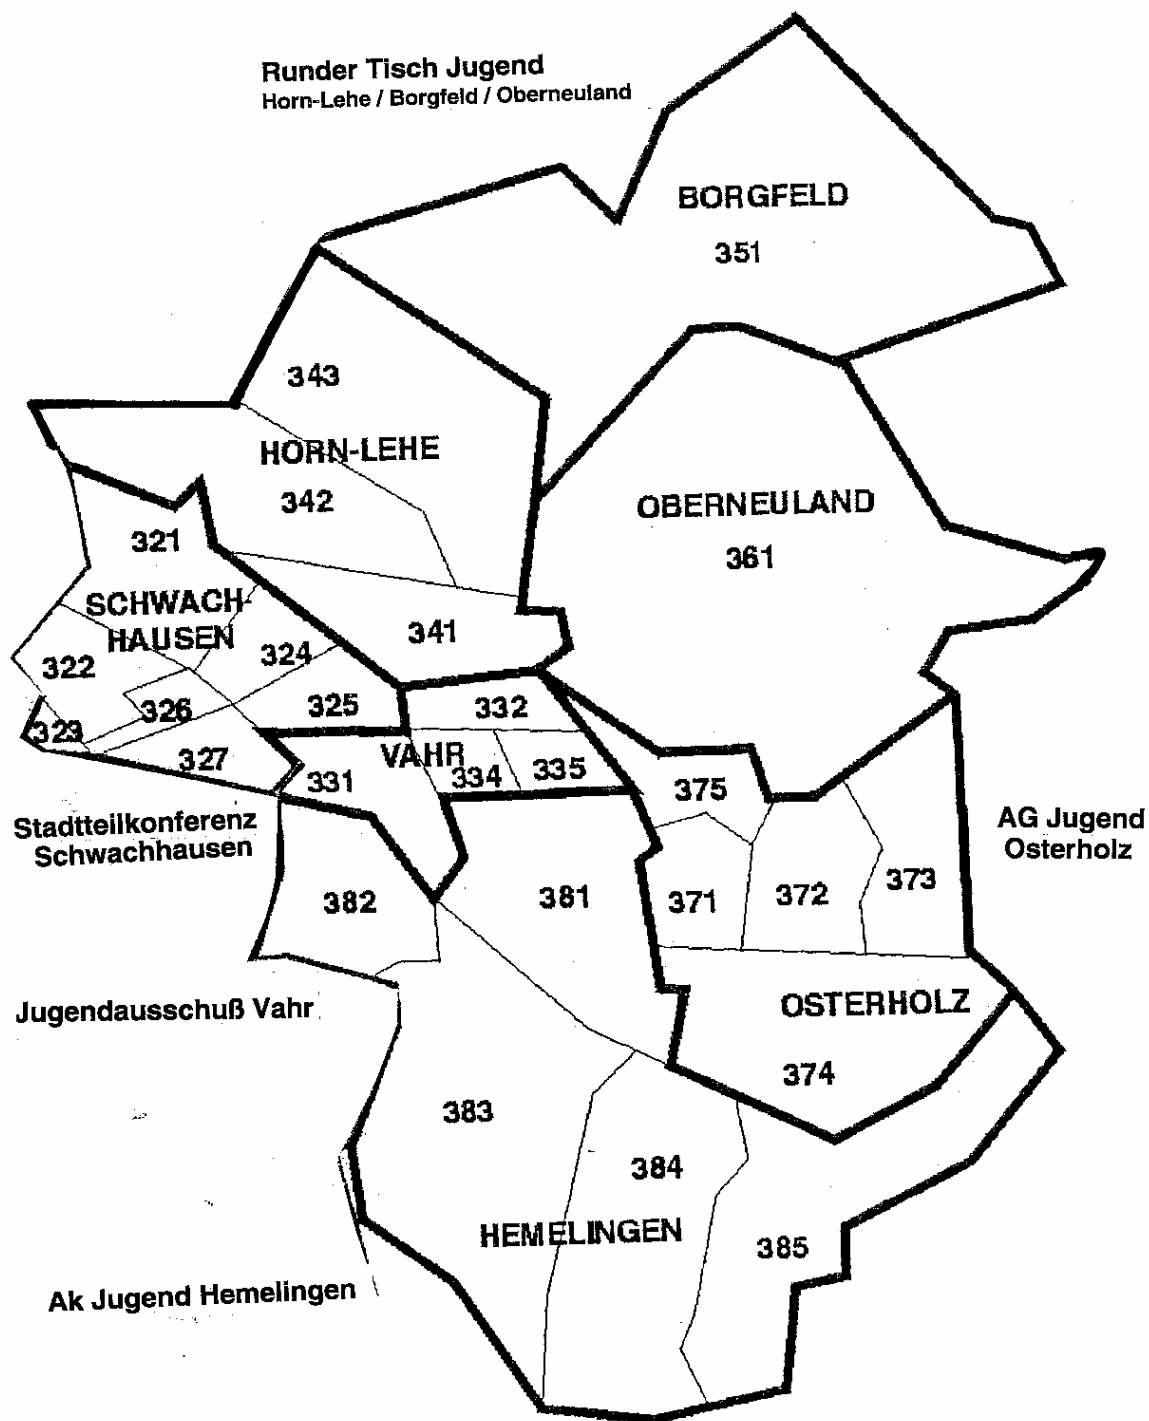 Runder Tisch Jugend
Horn-Lehe / Borgfeld / Oberneuland
BORGFELD
351
343
HORN-LEHE
342
OBERNEULAND
361
321
SCHWACH-
HAUSEN
322
324
341
323
326
325
332
327
VAHR
331
334
335
375
Stadtteilkonferenz
Schwachhausen
AG Jugend
Osterholz
382
381
371
372
373
Jugendausschuß Vahr
OSTERHOLZ
374
383
384
HEMELINGEN
385
Ak Jugend Hemelingen